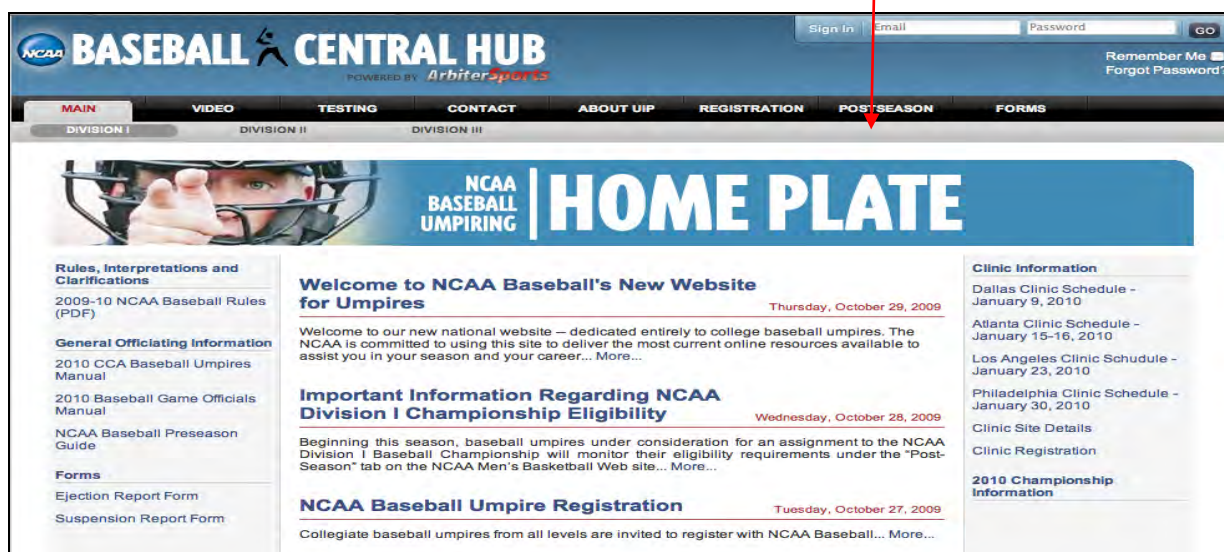 Sign In Email Password GO
NCAA BASEBALL CENTRAL HUB
POWERED BY ArbiterSports
Remember Me
Forgot Password?
MAIN VIDEO TESTING CONTACT ABOUT UIP REGISTRATION POSTSEASON FORMS
DIVISION I DIVISION II DIVISION III
NCAA
BASEBALL
UMPIRING
HOME PLATE
Rules, Interpretations and
Clarifications
2009-10 NCAA Baseball Rules
(PDF)
General Officiating Information
2010 CCA Baseball Umpires
Manual
2010 Baseball Game Officials
Manual
NCAA Baseball Preseason
Guide
Forms
Ejection Report Form
Suspension Report Form
Welcome to NCAA Baseball's New Website
for Umpires
Thursday, October 29, 2009
Welcome to our new national website — dedicated entirely to college baseball umpires. The
NCAA is committed to using this site to deliver the most current online resources available to
assist you in your season and your career... More...
Important Information Regarding NCAA
Division I Championship Eligibility
Wednesday, October 28, 2009
Beginning this season, baseball umpires under consideration for an assignment to the NCAA
Division I Baseball Championship will monitor their eligibility requirements under the "Post-
Season" tab on the NCAA Men's Basketball Web site... More...
NCAA Baseball Umpire Registration
Tuesday, October 27, 2009
Collegiate baseball umpires from all levels are invited to register with NCAA Baseball... More...
Clinic Information
Dallas Clinic Schedule -
January 9, 2010
Atlanta Clinic Schedule -
January 15-16, 2010
Los Angeles Clinic Schudule -
January 23, 2010
Philadelphia Clinic Schedule -
January 30, 2010
Clinic Site Details
Clinic Registration
2010 Championship
Information